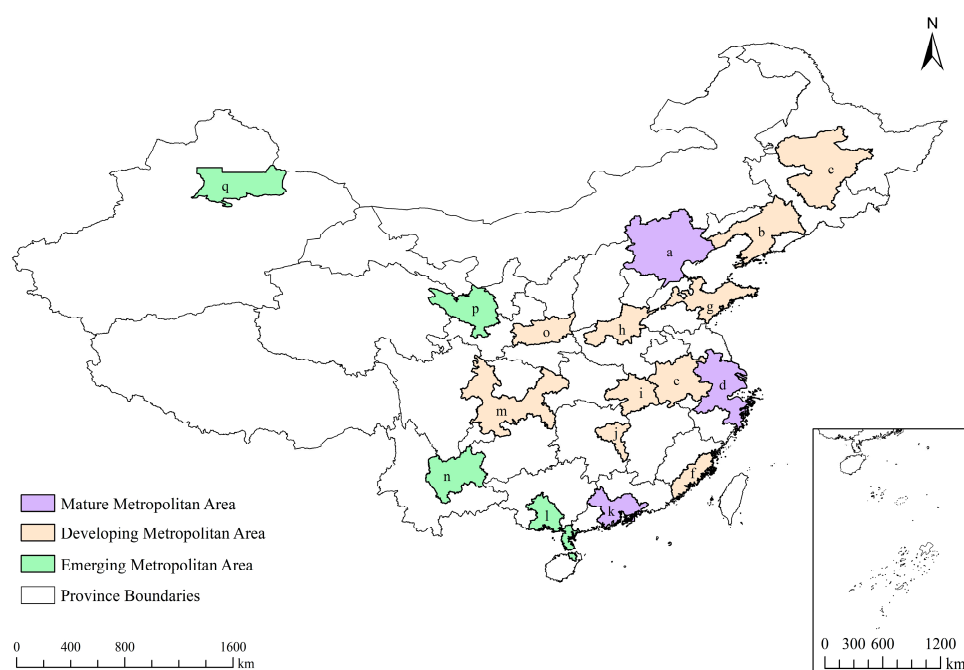 N
q
c
b
a
p
g
h
o
d
c
i
m
j
f
n
l
k
Mature Metropolitan Area
Developing Metropolitan Area
Emerging Metropolitan Area
Province Boundaries
0 400 800 1600
km
0 300 600 1200
km